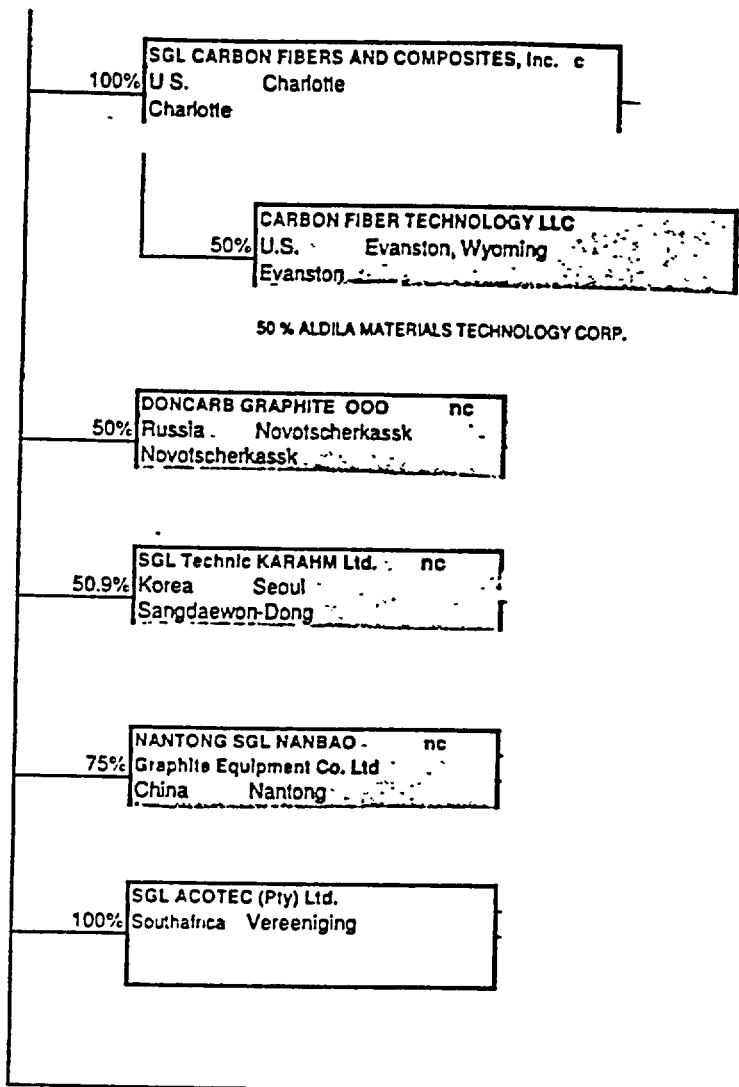 SGL CARBON FIBERS AND COMPOSITES, Inc. c
100% U S. Charlotte
Charlotte
CARBON FIBER TECHNOLOGY LLC
50% U.S. Evanston, Wyoming
Evanston
50 % ALDILA MATERIALS TECHNOLOGY CORP.
DONCARB GRAPHITE OOO nc
50% Russia Novotscherkassk
Novotscherkassk
SGL Technic KARAHM Ltd. nc
50.9% Korea Seoul
Sangdaewon-Dong
NANTONG SGL NANBAO nc
75% Graphite Equipment Co. Ltd
China Nantong
SGL ACOTEC (Pty) Ltd.
100% Southafrica Vereeniging